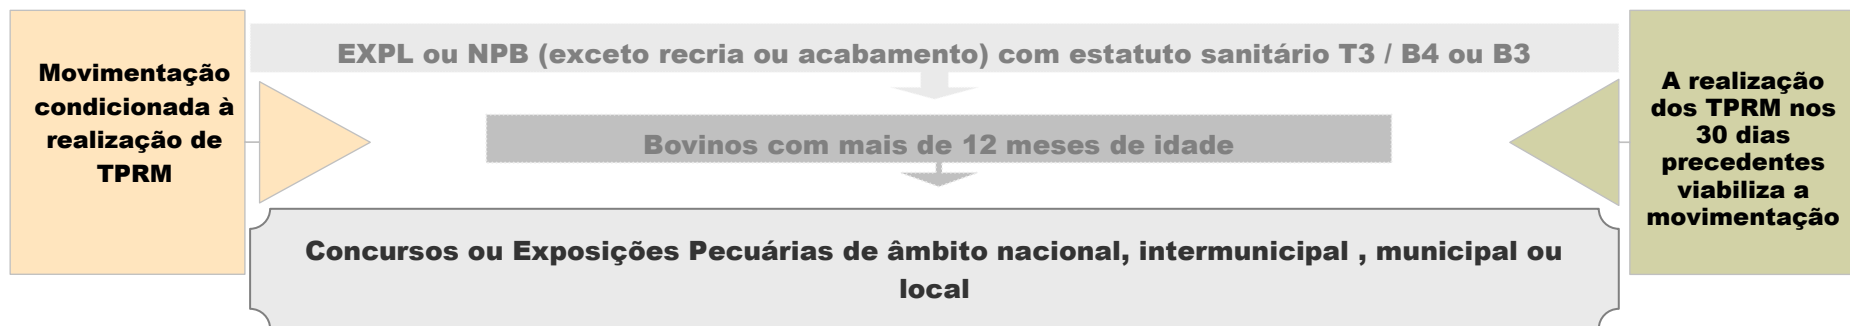 Movimentação
condicionada à
realização de
TPRM
EXPL ou NPB (exceto recria ou acabamento) com estatuto sanitário T3 / B4 ou B3
Bovinos com mais de 12 meses de idade
Concursos ou Exposições Pecuárias de âmbito nacional, intermunicipal , municipal ou
local
A realização
dos TPRM nos
30 dias
precedentes
viabiliza a
movimentação